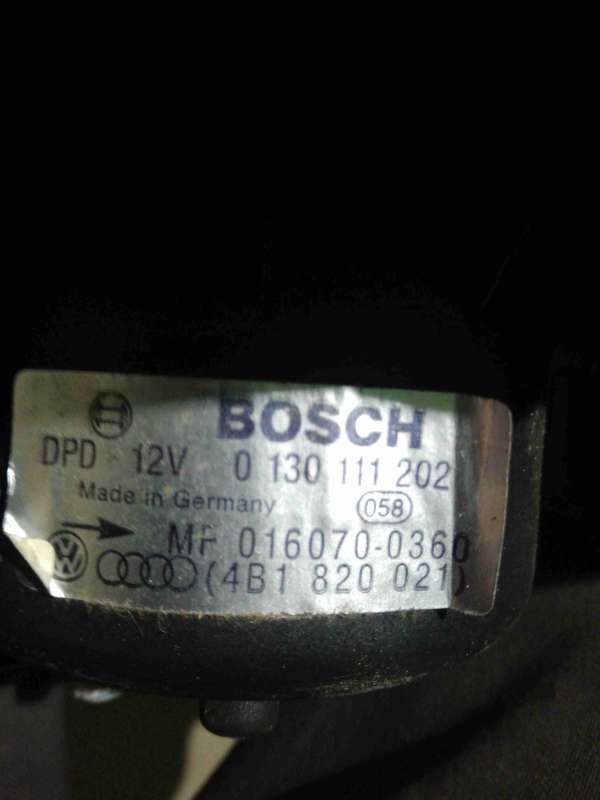 BOSCH
DPD 12V 0 130 111 202
Made in Germany 058
MF 016070-0360
(4B1 820 021)